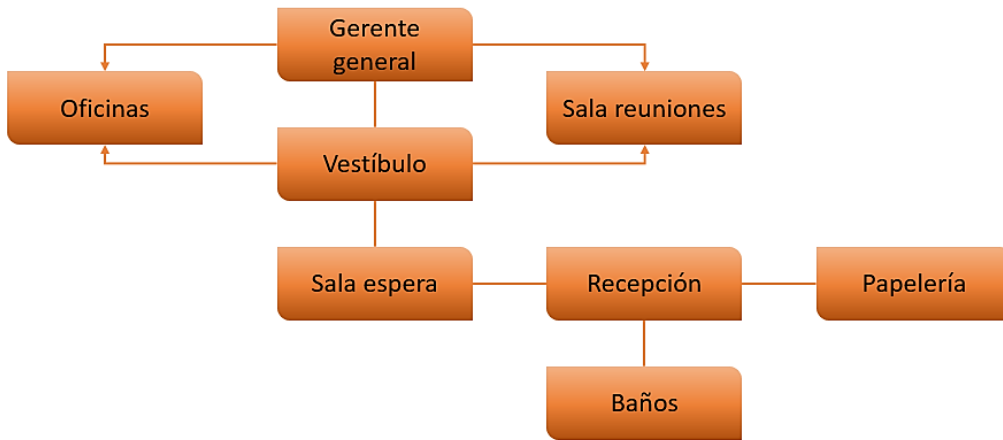 Gerente
general
Oficinas
Sala reuniones
Vestíbulo
Sala espera
Recepción
Papelería
Baños